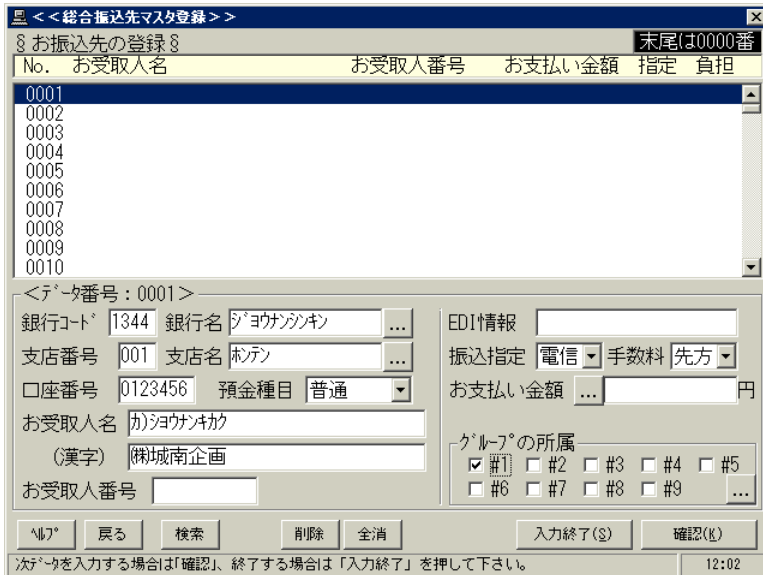 <<総合振込先マスタ登録>>
§お振込先の登録§ 末尾は0000番
No. お受取人名 お受取人番号 お支払い金額 指定 負担
0001
0002
0003
0004
0005
0006
0007
0008
0009
0010
<ﾃﾞｰﾀ番号:0001>
銀行ｺｰﾄﾞ 1344 銀行名 ｼﾞﾖｳﾅﾝｼﾝｷﾝ ... EDI情報
支店番号 001 支店名 ﾎﾝﾃﾝ ... 振込指定 電信 手数料 先方
口座番号 0123456 預金種目 普通 お支払い金額 ... 円
お受取人名 ｶ)ｼﾖｳﾅﾝｷｶｸ
(漢字) ㈱城南企画
ｸﾞﾙｰﾌﾟの所属
#1 #2 #3 #4 #5
お受取人番号 #6 #7 #8 #9 ...
ﾍﾙﾌﾟ 戻る 検索 削除 全消 入力終了(S) 確認(K)
次ﾃﾞｰﾀを入力する場合は「確認」、終了する場合は「入力終了」を押して下さい。 12:02